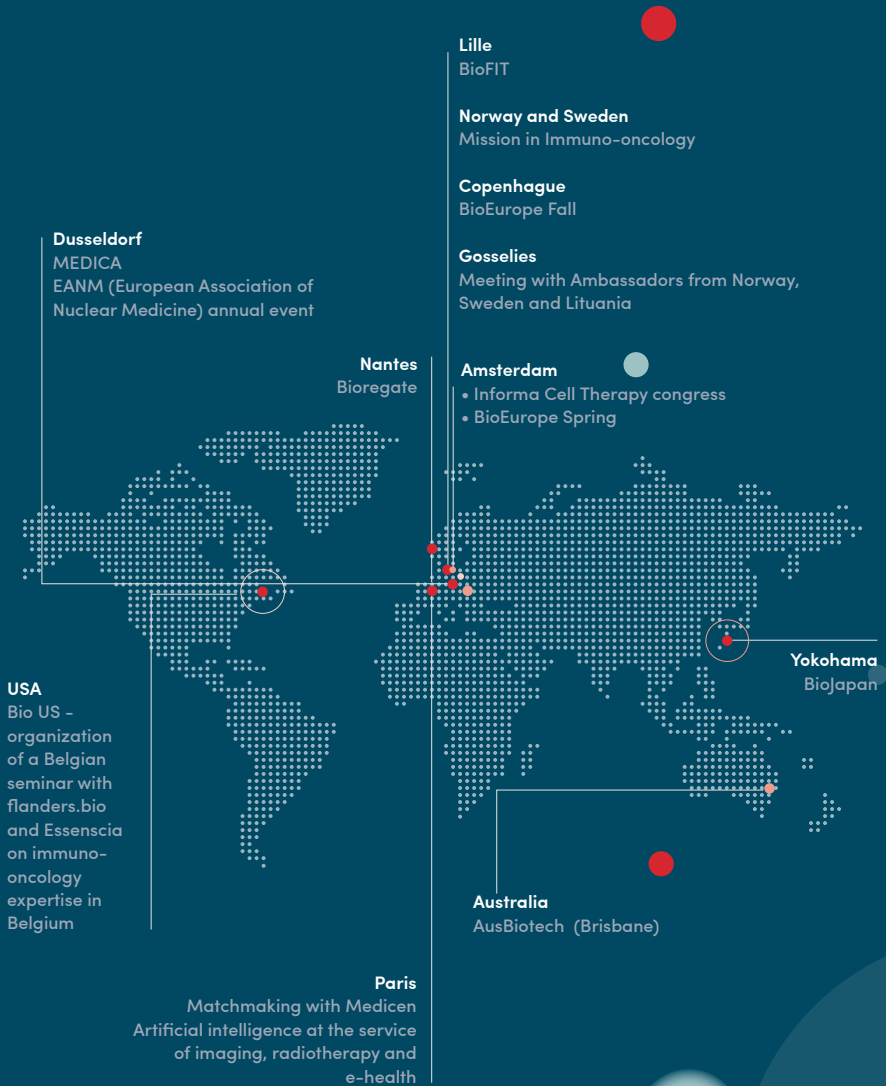 Lille
BioFIT
Norway and Sweden
Mission in Immuno-oncology
Copenhague
BioEurope Fall
Gosselies
Meeting with Ambassadors from Norway,
Sweden and Lituania
Dusseldorf
MEDICA
EANM (European Association of
Nuclear Medicine) annual event
Nantes
Bioregate
Amsterdam
• Informa Cell Therapy congress
• BioEurope Spring
Yokohama
BioJapan
USA
Bio US -
organization
of a Belgian
seminar with
flanders.bio
and Essenscia
on immuno-
oncology
expertise in
Belgium
Australia
AusBiotech (Brisbane)
Paris
Matchmaking with Medicen
Artificial intelligence at the service
of imaging, radiotherapy and
e-health